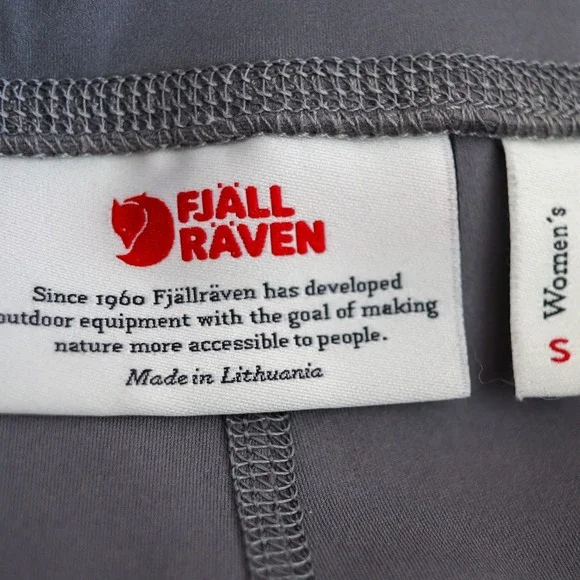 FJÄLL
RÄVEN
Since 1960 Fjällräven has developed
outdoor equipment with the goal of making
nature more accessible to people.
Made in Lithuania
Women's
S